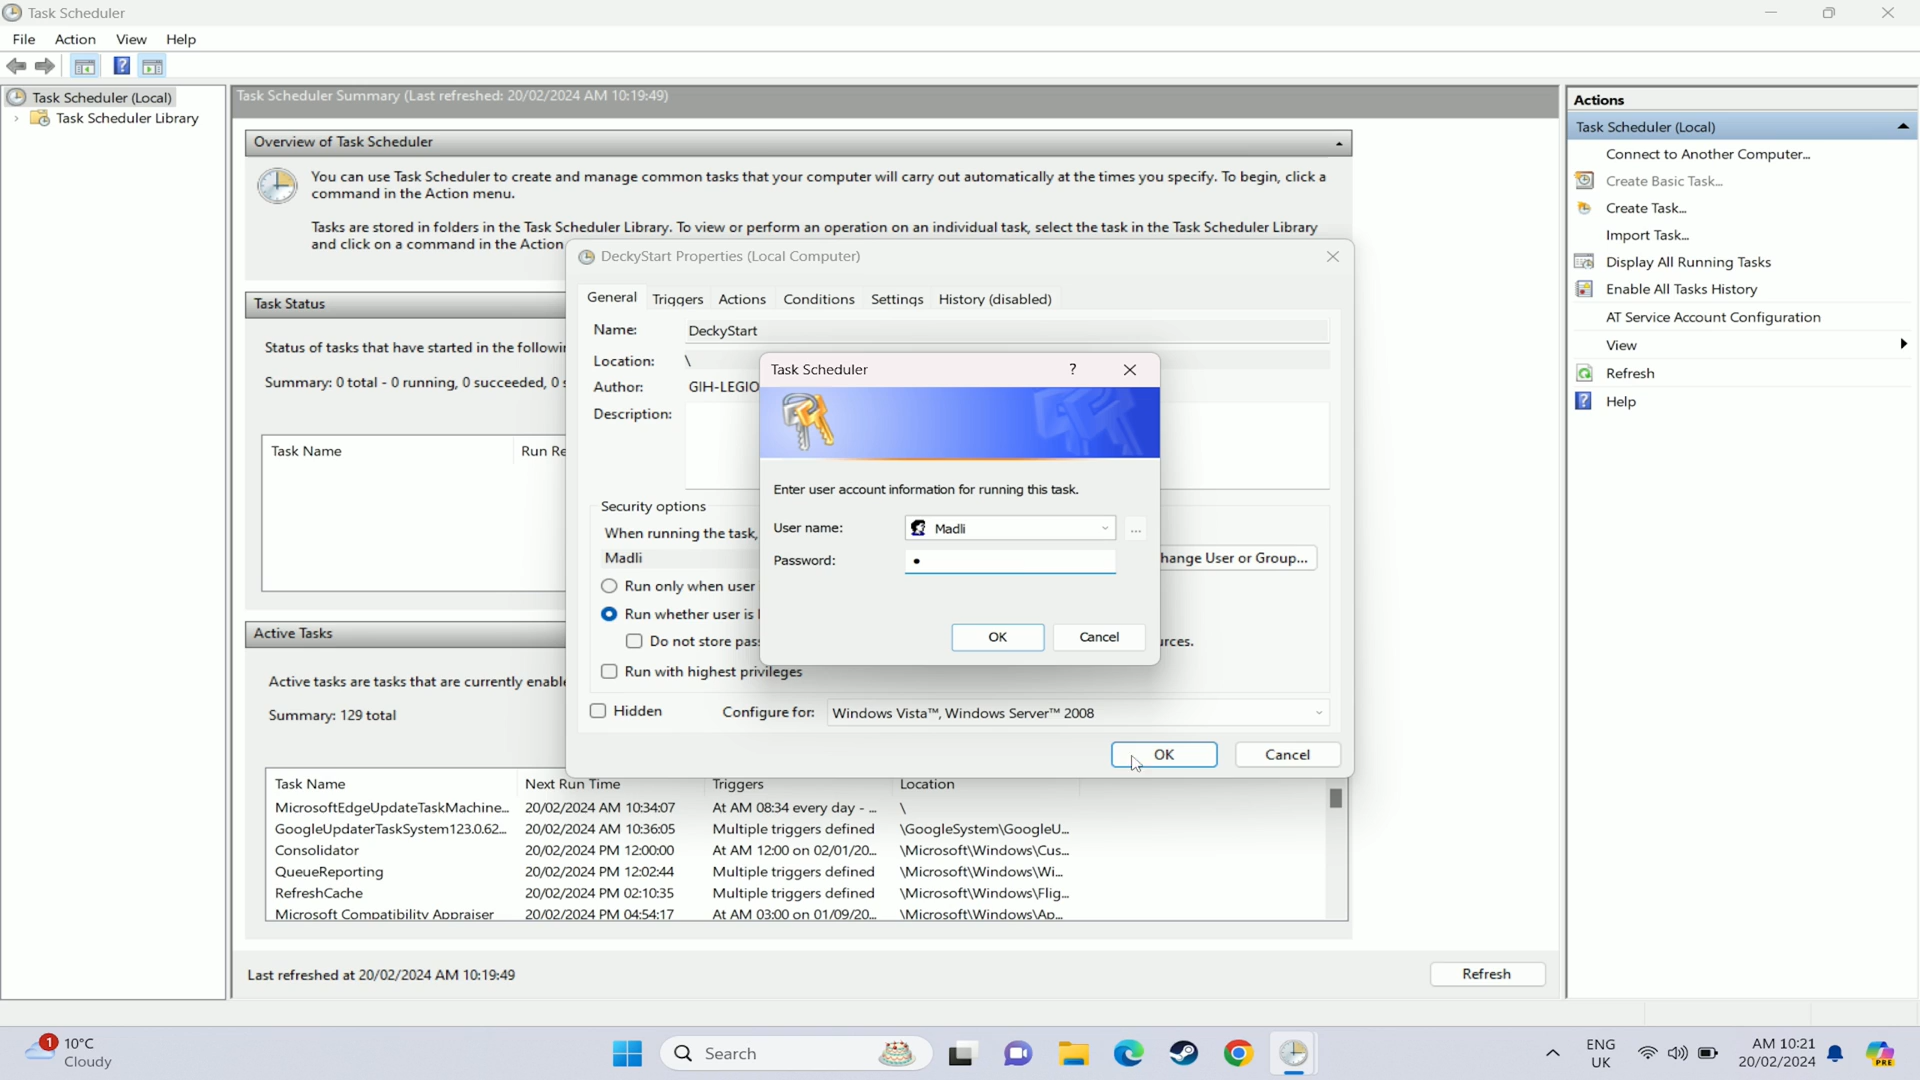 Task Scheduler
File Action View Help
Task Scheduler (Local)
Task Scheduler Library
Task Scheduler Summary (Last refreshed: 20/02/2024 AM 10:19:49)
Overview of Task Scheduler
You can use Task Scheduler to create and manage common tasks that your computer will carry out automatically at the times you specify. To begin, click a
command in the Action menu.
Tasks are stored in folders in the Task Scheduler Library. To view or perform an operation on an individual task, select the task in the Task Scheduler Library
and click on a command in the Action
Task Status
Status of tasks that have started in the followi
Summary: 0 total - 0 running, 0 succeeded, 0
Task Name Run Re
Active Tasks
Active tasks are tasks that are currently enable
Summary: 129 total
Task Name Next Run Time Triggers Location
MicrosoftEdgeUpdateTaskMachine... 20/02/2024 AM 10:34:07 At AM 08:34 every day - ... \
GoogleUpdaterTaskSystem123.0.62... 20/02/2024 AM 10:36:05 Multiple triggers defined \GoogleSystem\GoogleU...
Consolidator 20/02/2024 PM 12:00:00 At AM 12:00 on 02/01/20... \Microsoft\Windows\Cus...
QueueReporting 20/02/2024 PM 12:02:44 Multiple triggers defined \Microsoft\Windows\Wi...
RefreshCache 20/02/2024 PM 02:10:35 Multiple triggers defined \Microsoft\Windows\Flig...
Microsoft Compatibility Appraiser 20/02/2024 PM 04:54:17 At AM 03:00 on 01/09/20... \Microsoft\Windows\Ap...
Last refreshed at 20/02/2024 AM 10:19:49
Refresh
DeckyStart Properties (Local Computer)
General Triggers Actions Conditions Settings History (disabled)
Name: DeckyStart
Location: \
Author: GIH-LEGIO
Description:
Security options
When running the task,
Madli
hange User or Group...
Run only when user
Run whether user is
Do not store pas
urces.
Run with highest privileges
Hidden Configure for: Windows Vista™, Windows Server™ 2008
OK Cancel
Task Scheduler ?
Enter user account information for running this task.
User name: Madli
...
Password: •
OK Cancel
Actions
Task Scheduler (Local)
Connect to Another Computer...
Create Basic Task...
Create Task...
Import Task...
Display All Running Tasks
Enable All Tasks History
AT Service Account Configuration
View
Refresh
Help
1
10°C
Cloudy
Search
PRE
ENG
UK
AM 10:21
20/02/2024